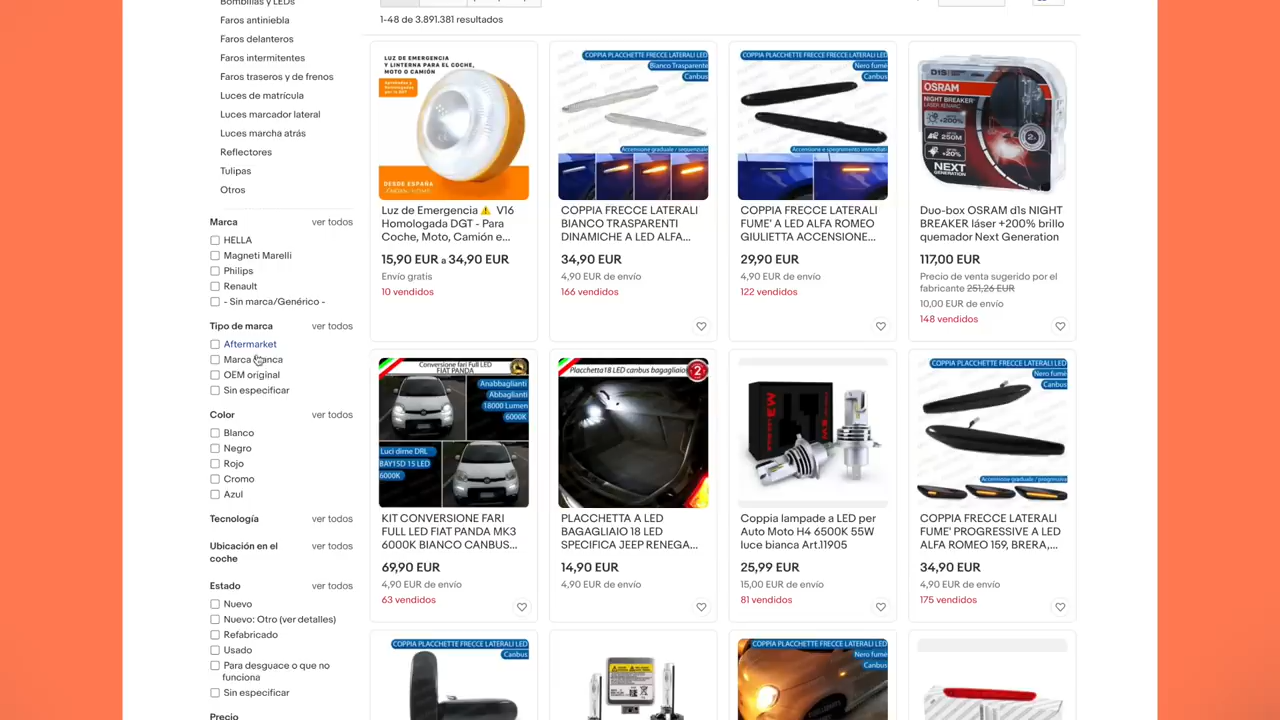 Bombillas y LEDs
Faros antiniebla
Faros delanteros
Faros intermitentes
Faros traseros y de frenos
Luces de matrícula
Luces marcador lateral
Luces marcha atrás
Reflectores
Tulipas
Otros
Marca ver todos
HELLA
Magneti Marelli
Philips
Renault
- Sin marca/Genérico -
Tipo de marca ver todos
Aftermarket
Marca blanca
OEM original
Sin especificar
Color ver todos
Blanco
Negro
Rojo
Cromo
Azul
Tecnología ver todos
Ubicación en el
coche ver todos
Estado ver todos
Nuevo
Nuevo: Otro (ver detalles)
Refabricado
Usado
Para desguace o que no
funciona
Sin especificar
Precio
1-48 de 3.891.381 resultados
LUZ DE EMERGENCIA
Y LINTERNA PARA EL COCHE,
MOTO O CAMIÓN
DESDE ESPAÑA
Luz de Emergencia ⚠️ V16
Homologada DGT - Para
Coche, Moto, Camión e...
15,90 EUR a 34,90 EUR
Envío gratis
10 vendidos
COPPIA PLACCHETTE FRECCE LATERALI LED
Bianco Trasparente
Canbus
Accensione graduale / sequenziale
COPPIA FRECCE LATERALI
BIANCO TRASPARENTI
DINAMICHE A LED ALFA...
34,90 EUR
4,90 EUR de envío
166 vendidos
COPPIA PLACCHETTE FRECCE LATERALI LED
Nero fumè
Canbus
Accensione e spegnimento immediati
COPPIA FRECCE LATERALI
FUME' A LED ALFA ROMEO
GIULIETTA ACCENSIONE...
29,90 EUR
4,90 EUR de envío
122 vendidos
D1S
OSRAM
NIGHT BREAKER
LASER XENARC
+200%
250M
+20%
NEXT
GENERATION
2x
Duo-box OSRAM d1s NIGHT
BREAKER láser +200% brillo
quemador Next Generation
117,00 EUR
Precio de venta sugerido por el
fabricante 251,26 EUR
10,00 EUR de envío
148 vendidos
Conversione fari Full LED
FIAT PANDA
Anabbaglianti
Abbaglianti
18000 Lumen
6000K
Luci diurne DRL
BAY15D 15 LED
6000K
KIT CONVERSIONE FARI
FULL LED FIAT PANDA MK3
6000K BIANCO CANBUS...
69,90 EUR
4,90 EUR de envío
63 vendidos
Placchetta 18 LED canbus bagagliaio
2
PLACCHETTA A LED
BAGAGLIAIO 18 LED
SPECIFICA JEEP RENEGA...
14,90 EUR
4,90 EUR de envío
Coppia lampade a LED per
Auto Moto H4 6500K 55W
luce bianca Art.11905
25,99 EUR
15,00 EUR de envío
81 vendidos
COPPIA PLACCHETTE FRECCE LATERALI LED
Nero fumè
Canbus
Accensione graduale / progressiva
COPPIA FRECCE LATERALI
FUME' PROGRESSIVE A LED
ALFA ROMEO 159, BRERA,...
34,90 EUR
4,90 EUR de envío
175 vendidos
COPPIA PLACCHETTE FRECCE LATERALI LED
Canbus
COPPIA PLACCHETTE FRECCE LATERALI LED
Nero fumè
Canbus